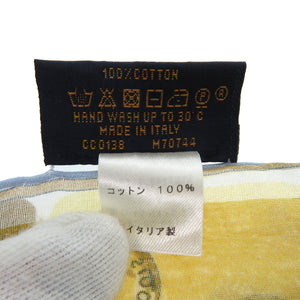 100% COTTON
HAND WASH UP TO 30°C
MADE IN ITALY
CC0138 M70744
コットン 100%
イタリア製